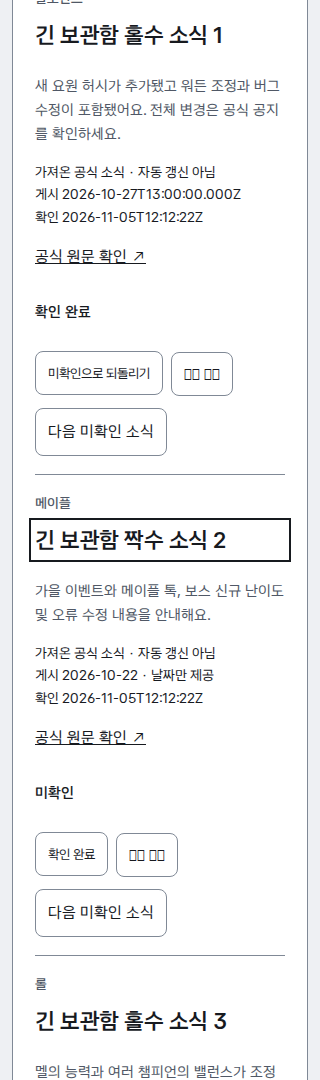 긴 보관함 홀수 소식 1
새 요원 허시가 추가됐고 워든 조정과 버그
수정이 포함됐어요. 전체 변경은 공식 공지
를 확인하세요.
가져온 공식 소식 · 자동 갱신 아님
게시 2026-10-27T13:00:00.000Z
확인 2026-11-05T12:12:22Z
공식 원문 확인 ↗
확인 완료
미확인으로 되돌리기
다음 미확인 소식
메이플
긴 보관함 짝수 소식 2
가을 이벤트와 메이플 톡, 보스 신규 난이도
및 오류 수정 내용을 안내해요.
가져온 공식 소식 · 자동 갱신 아님
게시 2026-10-22 · 날짜만 제공
확인 2026-11-05T12:12:22Z
공식 원문 확인 ↗
미확인
확인 완료
다음 미확인 소식
롤
긴 보관함 홀수 소식 3
멜의 능력과 여러 챔피언의 밸런스가 조정